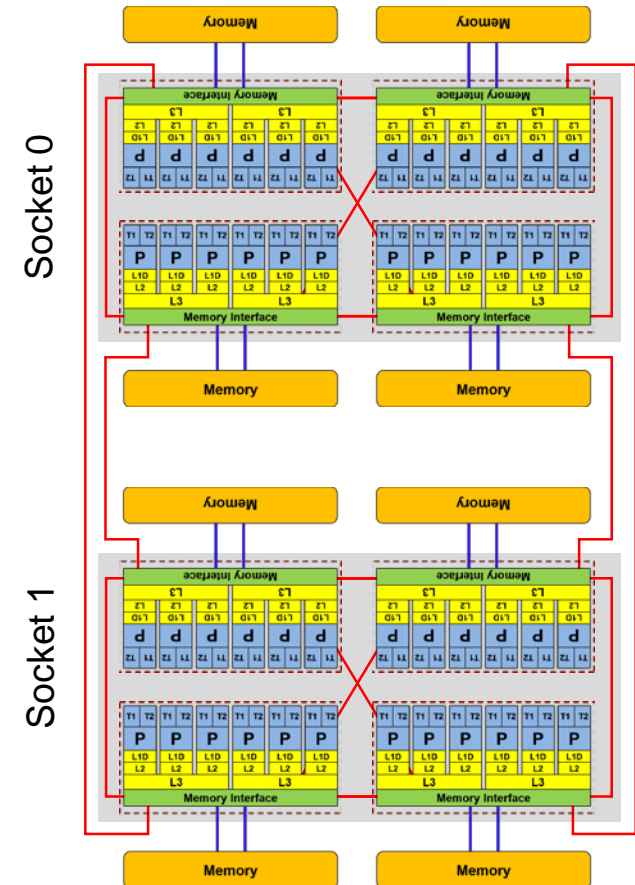 Memory Memory
Socket 0
Memory Interface Memory Interface
L3 L3 L3 L3
L2 L2 L2 L2 L2 L2 L2 L2 L2 L2 L2 L2
L1D L1D L1D L1D L1D L1D L1D L1D L1D L1D L1D L1D
P P P P P P P P P P P P
T2 T1 T2 T1 T2 T1 T2 T1 T2 T1 T2 T1 T2 T1 T2 T1 T2 T1 T2 T1 T2 T1 T2 T1
T1 T2 T1 T2 T1 T2 T1 T2 T1 T2 T1 T2 T1 T2 T1 T2 T1 T2 T1 T2 T1 T2 T1 T2
P P P P P P P P P P P P
L1D L1D L1D L1D L1D L1D L1D L1D L1D L1D L1D L1D
L2 L2 L2 L2 L2 L2 L2 L2 L2 L2 L2 L2
L3 L3 L3 L3
Memory Interface Memory Interface
Memory Memory
Memory Memory
Socket 1
Memory Interface Memory Interface
L3 L3 L3 L3
L2 L2 L2 L2 L2 L2 L2 L2 L2 L2 L2 L2
L1D L1D L1D L1D L1D L1D L1D L1D L1D L1D L1D L1D
P P P P P P P P P P P P
T2 T1 T2 T1 T2 T1 T2 T1 T2 T1 T2 T1 T2 T1 T2 T1 T2 T1 T2 T1 T2 T1 T2 T1
T1 T2 T1 T2 T1 T2 T1 T2 T1 T2 T1 T2 T1 T2 T1 T2 T1 T2 T1 T2 T1 T2 T1 T2
P P P P P P P P P P P P
L1D L1D L1D L1D L1D L1D L1D L1D L1D L1D L1D L1D
L2 L2 L2 L2 L2 L2 L2 L2 L2 L2 L2 L2
L3 L3 L3 L3
Memory Interface Memory Interface
Memory Memory